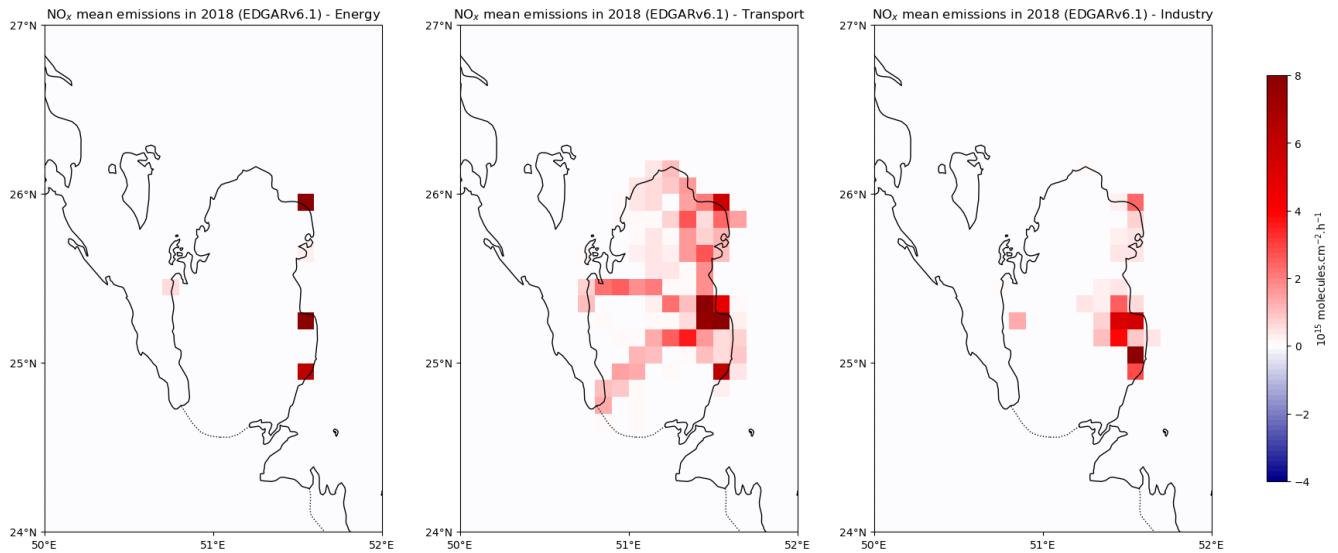 NOₓ mean emissions in 2018 (EDGARv6.1) - Energy
27°N
26°N
25°N
24°N
50°E
51°E
52°E
NOₓ mean emissions in 2018 (EDGARv6.1) - Transport
27°N
26°N
25°N
24°N
50°E
51°E
52°E
NOₓ mean emissions in 2018 (EDGARv6.1) - Industry
27°N
26°N
25°N
24°N
50°E
51°E
52°E
8
6
4
2
0
−2
−4
10¹⁵ molecules.cm⁻².h⁻¹